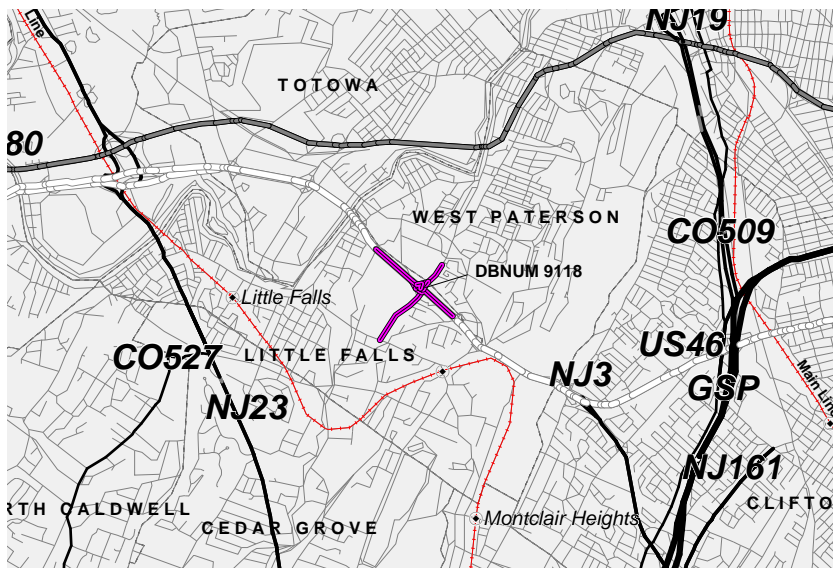 Line
NJ19
TOTOWA
80
WEST PATERSON
CO509
DBNUM 9118
Little Falls
US46
CO527
LITTLE FALLS
NJ3
GSP
Main Line
NJ23
NJ161
RTH CALDWELL
CLIFTO
Montclair Heights
CEDAR GROVE